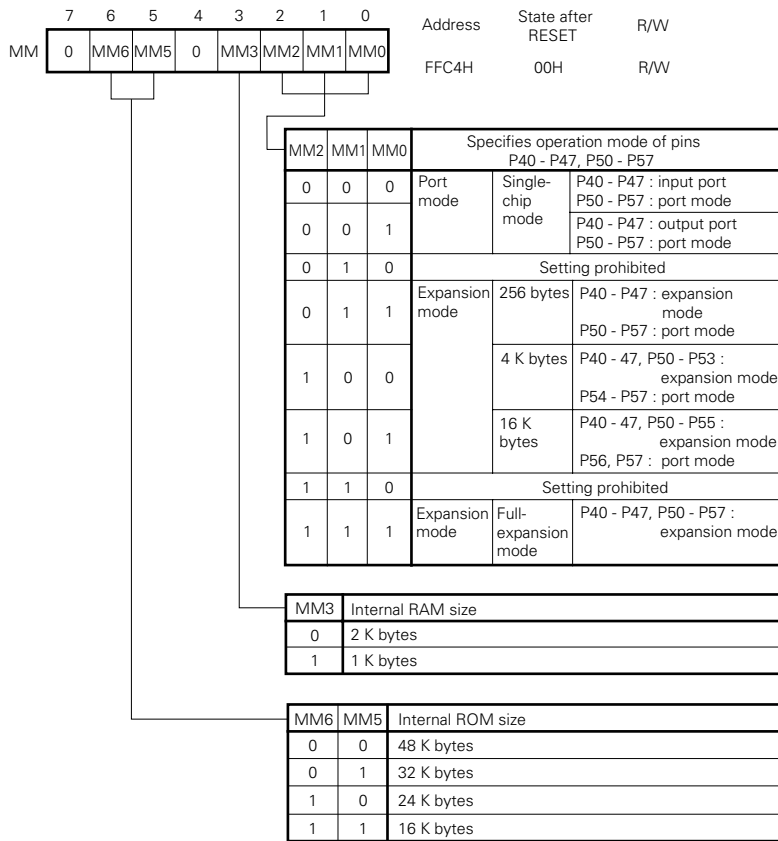 7 6 5 4 3 2 1 0 Address State after RESET R/W
MM 0 MM6 MM5 0 MM3 MM2 MM1 MM0 FFC4H 00H R/W
MM2 MM1 MM0 Specifies operation mode of pins
P40 - P47, P50 - P57
0 0 0 Port mode Single-chip mode P40 - P47 : input port
P50 - P57 : port mode
0 0 1 P40 - P47 : output port
P50 - P57 : port mode
0 1 0 Setting prohibited
0 1 1 Expansion mode 256 bytes P40 - P47 : expansion
mode
P50 - P57 : port mode
1 0 0 4 K bytes P40 - 47, P50 - P53 :
expansion mode
P54 - P57 : port mode
1 0 1 16 K bytes P40 - 47, P50 - P55 :
expansion mode
P56, P57 : port mode
1 1 0 Setting prohibited
1 1 1 Expansion mode Full-expansion mode P40 - P47, P50 - P57 :
expansion mode
MM3 Internal RAM size
0 2 K bytes
1 1 K bytes
MM6 MM5 Internal ROM size
0 0 48 K bytes
0 1 32 K bytes
1 0 24 K bytes
1 1 16 K bytes